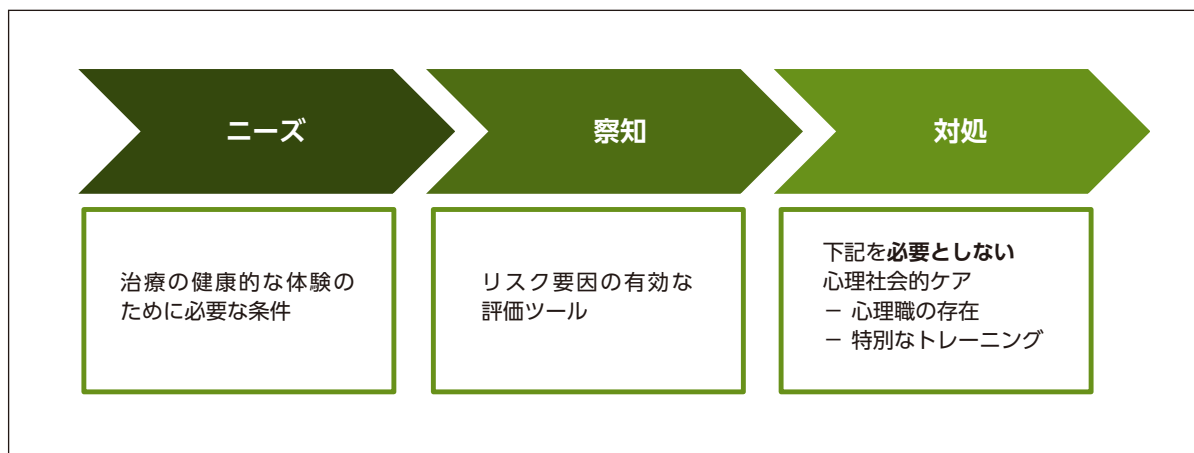 ニーズ
察知
対処
治療の健康的な体験の
ために必要な条件
リスク要因の有効な
評価ツール
下記を必要としない
心理社会的ケア
− 心理職の存在
− 特別なトレーニング